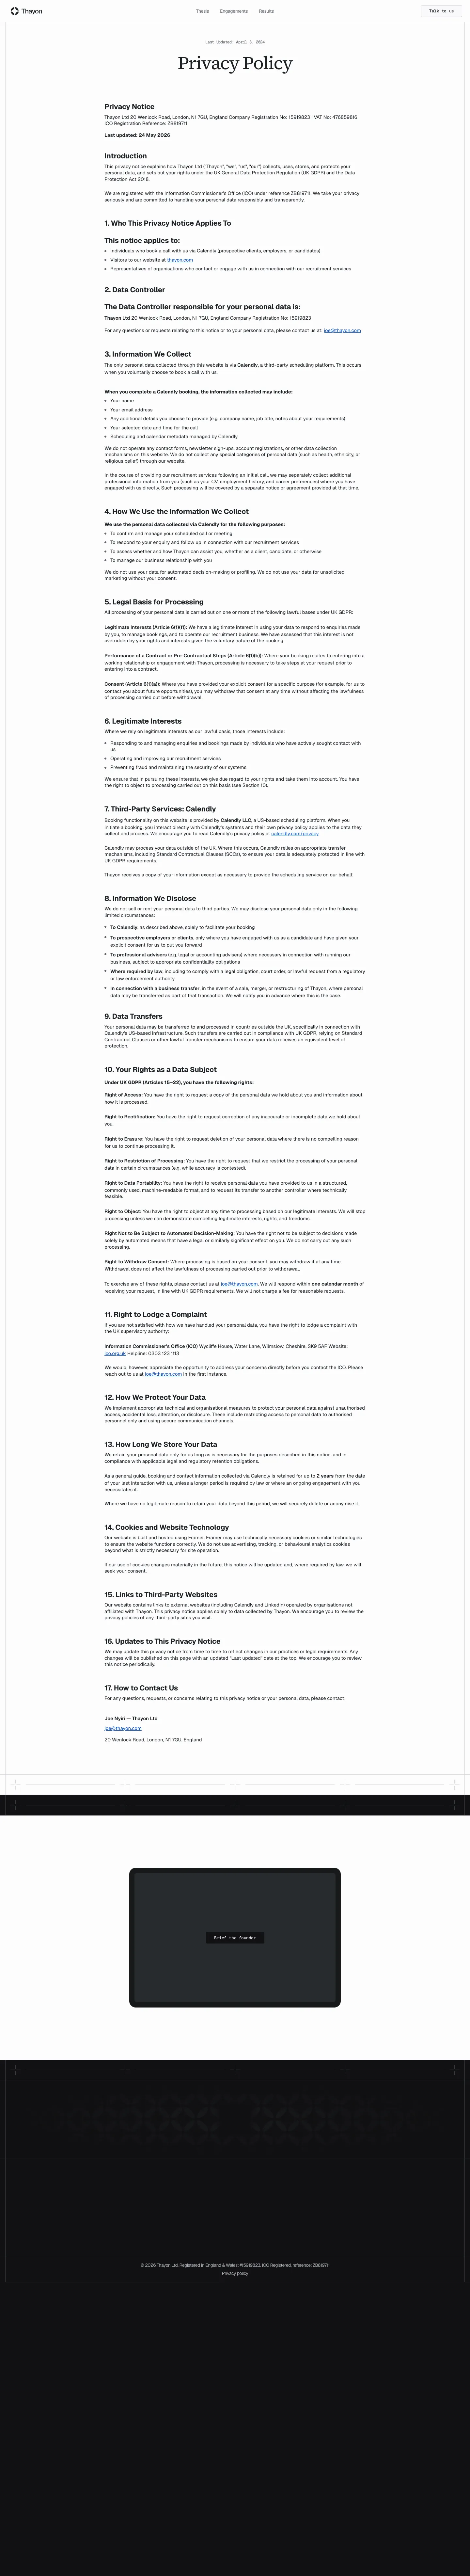 Thayon
Thesis
Engagements
Results
Talk to us
Last Updated: April 3, 2024
Privacy Policy
Privacy Notice
Thayon Ltd 20 Wenlock Road, London, N1 7GU, England Company Registration No: 15919823 | VAT No: 476859816
ICO Registration Reference: ZB819711
Last updated: 24 May 2026
Introduction
This privacy notice explains how Thayon Ltd ("Thayon", "we", "us", "our") collects, uses, stores, and protects your
personal data, and sets out your rights under the UK General Data Protection Regulation (UK GDPR) and the Data
Protection Act 2018.
We are registered with the Information Commissioner's Office (ICO) under reference ZB819711. We take your privacy
seriously and are committed to handling your personal data responsibly and transparently.
1. Who This Privacy Notice Applies To
This notice applies to:
Individuals who book a call with us via Calendly (prospective clients, employers, or candidates)
Visitors to our website at thayon.com
Representatives of organisations who contact or engage with us in connection with our recruitment services
2. Data Controller
The Data Controller responsible for your personal data is:
Thayon Ltd 20 Wenlock Road, London, N1 7GU, England Company Registration No: 15919823
For any questions or requests relating to this notice or to your personal data, please contact us at: joe@thayon.com
3. Information We Collect
The only personal data collected through this website is via Calendly, a third-party scheduling platform. This occurs
when you voluntarily choose to book a call with us.
When you complete a Calendly booking, the information collected may include:
Your name
Your email address
Any additional details you choose to provide (e.g. company name, job title, notes about your requirements)
Your selected date and time for the call
Scheduling and calendar metadata managed by Calendly
We do not operate any contact forms, newsletter sign-ups, account registrations, or other data collection
mechanisms on this website. We do not collect any special categories of personal data (such as health, ethnicity, or
religious belief) through our website.
In the course of providing our recruitment services following an initial call, we may separately collect additional
professional information from you (such as your CV, employment history, and career preferences) where you have
engaged with us directly. Such processing will be covered by a separate notice or agreement provided at that time.
4. How We Use the Information We Collect
We use the personal data collected via Calendly for the following purposes:
To confirm and manage your scheduled call or meeting
To respond to your enquiry and follow up in connection with our recruitment services
To assess whether and how Thayon can assist you, whether as a client, candidate, or otherwise
To manage our business relationship with you
We do not use your data for automated decision-making or profiling. We do not use your data for unsolicited
marketing without your consent.
5. Legal Basis for Processing
All processing of your personal data is carried out on one or more of the following lawful bases under UK GDPR:
Legitimate Interests (Article 6(1)(f)): We have a legitimate interest in using your data to respond to enquiries made
by you, to manage bookings, and to operate our recruitment business. We have assessed that this interest is not
overridden by your rights and interests given the voluntary nature of the booking.
Performance of a Contract or Pre-Contractual Steps (Article 6(1)(b)): Where your booking relates to entering into a
working relationship or engagement with Thayon, processing is necessary to take steps at your request prior to
entering into a contract.
Consent (Article 6(1)(a)): Where you have provided your explicit consent for a specific purpose (for example, for us to
contact you about future opportunities), you may withdraw that consent at any time without affecting the lawfulness
of processing carried out before withdrawal.
6. Legitimate Interests
Where we rely on legitimate interests as our lawful basis, those interests include:
Responding to and managing enquiries and bookings made by individuals who have actively sought contact with
us
Operating and improving our recruitment services
Preventing fraud and maintaining the security of our systems
We ensure that in pursuing these interests, we give due regard to your rights and take them into account. You have
the right to object to processing carried out on this basis (see Section 10).
7. Third-Party Services: Calendly
Booking functionality on this website is provided by Calendly LLC, a US-based scheduling platform. When you
initiate a booking, you interact directly with Calendly's systems and their own privacy policy applies to the data they
collect and process. We encourage you to review Calendly's privacy policy at calendly.com/privacy.
Calendly may process your data outside of the UK. Where this occurs, Calendly relies on appropriate transfer
mechanisms, including Standard Contractual Clauses (SCCs), to ensure your data is adequately protected in line with
UK GDPR requirements.
Thayon receives a copy of your information except as necessary to provide the scheduling service on our behalf.
8. Information We Disclose
We do not sell or rent your personal data to third parties. We may disclose your personal data only in the following
limited circumstances:
To Calendly, as described above, solely to facilitate your booking
To prospective employers or clients, only where you have engaged with us as a candidate and have given your
explicit consent for us to put you forward
To professional advisers (e.g. legal or accounting advisers) where necessary in connection with running our
business, subject to appropriate confidentiality obligations
Where required by law, including to comply with a legal obligation, court order, or lawful request from a regulatory
or law enforcement authority
In connection with a business transfer, in the event of a sale, merger, or restructuring of Thayon, where personal
data may be transferred as part of that transaction. We will notify you in advance where this is the case.
9. Data Transfers
Your personal data may be transferred to and processed in countries outside the UK, specifically in connection with
Calendly's US-based infrastructure. Such transfers are carried out in compliance with UK GDPR, relying on Standard
Contractual Clauses or other lawful transfer mechanisms to ensure your data receives an equivalent level of
protection.
10. Your Rights as a Data Subject
Under UK GDPR (Articles 15–22), you have the following rights:
Right of Access: You have the right to request a copy of the personal data we hold about you and information about
how it is processed.
Right to Rectification: You have the right to request correction of any inaccurate or incomplete data we hold about
you.
Right to Erasure: You have the right to request deletion of your personal data where there is no compelling reason
for us to continue processing it.
Right to Restriction of Processing: You have the right to request that we restrict the processing of your personal
data in certain circumstances (e.g. while accuracy is contested).
Right to Data Portability: You have the right to receive personal data you have provided to us in a structured,
commonly used, machine-readable format, and to request its transfer to another controller where technically
feasible.
Right to Object: You have the right to object at any time to processing based on our legitimate interests. We will stop
processing unless we can demonstrate compelling legitimate interests, rights, and freedoms.
Right Not to Be Subject to Automated Decision-Making: You have the right not to be subject to decisions made
solely by automated means that have a legal or similarly significant effect on you. We do not carry out any such
processing.
Right to Withdraw Consent: Where processing is based on your consent, you may withdraw it at any time.
Withdrawal does not affect the lawfulness of processing carried out prior to withdrawal.
To exercise any of these rights, please contact us at joe@thayon.com. We will respond within one calendar month of
receiving your request, in line with UK GDPR requirements. We will not charge a fee for reasonable requests.
11. Right to Lodge a Complaint
If you are not satisfied with how we have handled your personal data, you have the right to lodge a complaint with
the UK supervisory authority:
Information Commissioner's Office (ICO) Wycliffe House, Water Lane, Wilmslow, Cheshire, SK9 5AF Website:
ico.org.uk Helpline: 0303 123 1113
We would, however, appreciate the opportunity to address your concerns directly before you contact the ICO. Please
reach out to us at joe@thayon.com in the first instance.
12. How We Protect Your Data
We implement appropriate technical and organisational measures to protect your personal data against unauthorised
access, accidental loss, alteration, or disclosure. These include restricting access to personal data to authorised
personnel only and using secure communication channels.
13. How Long We Store Your Data
We retain your personal data only for as long as is necessary for the purposes described in this notice, and in
compliance with applicable legal and regulatory retention obligations.
As a general guide, booking and contact information collected via Calendly is retained for up to 2 years from the date
of your last interaction with us, unless a longer period is required by law or where an ongoing engagement with you
necessitates it.
Where we have no legitimate reason to retain your data beyond this period, we will securely delete or anonymise it.
14. Cookies and Website Technology
Our website is built and hosted using Framer. Framer may use technically necessary cookies or similar technologies
to ensure the website functions correctly. We do not use advertising, tracking, or behavioural analytics cookies
beyond what is strictly necessary for site operation.
If our use of cookies changes materially in the future, this notice will be updated and, where required by law, we will
seek your consent.
15. Links to Third-Party Websites
Our website contains links to external websites (including Calendly and LinkedIn) operated by organisations not
affiliated with Thayon. This privacy notice applies solely to data collected by Thayon. We encourage you to review the
privacy policies of any third-party sites you visit.
16. Updates to This Privacy Notice
We may update this privacy notice from time to time to reflect changes in our practices or legal requirements. Any
changes will be published on this page with an updated "Last updated" date at the top. We encourage you to review
this notice periodically.
17. How to Contact Us
For any questions, requests, or concerns relating to this privacy notice or your personal data, please contact:
Joe Nyiri — Thayon Ltd
joe@thayon.com
20 Wenlock Road, London, N1 7GU, England
Brief the founder
© 2026 Thayon Ltd. Registered in England & Wales: #15919823. ICO Registered, reference: ZB819711
Privacy policy